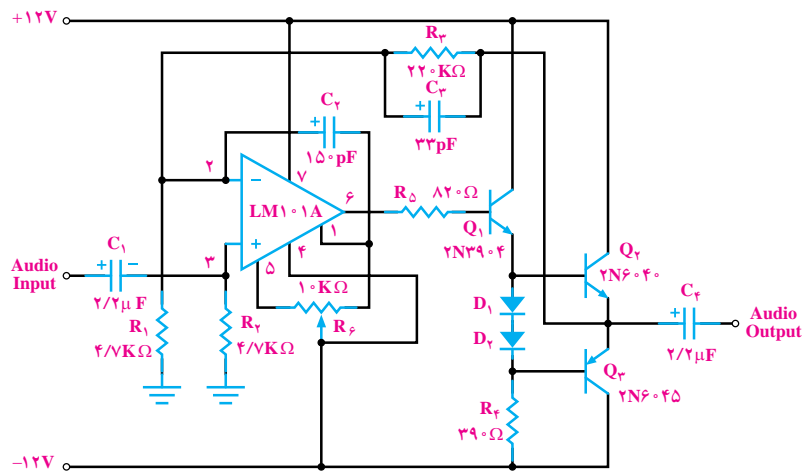 +۱۲V
R۳
۲۲۰KΩ
C۳
+
۳۳pF
C۲
+
۱۵۰pF
۲
−
۷
LM۱۰۱A
۶
۱
+
۳
۴
۵
R۵ ۸۲۰Ω
Q۱
۲N۳۹۰۴
Q۲
۲N۶۰۴۰
C۱
+ −
۲/۲µF
Audio
Input
R۱
۴/۷KΩ
R۲
۴/۷KΩ
۱۰KΩ
R۶
D۱
D۲
C۴
+
۲/۲µF
Audio
Output
Q۳
۲N۶۰۴۵
R۴
۳۹۰Ω
−۱۲V